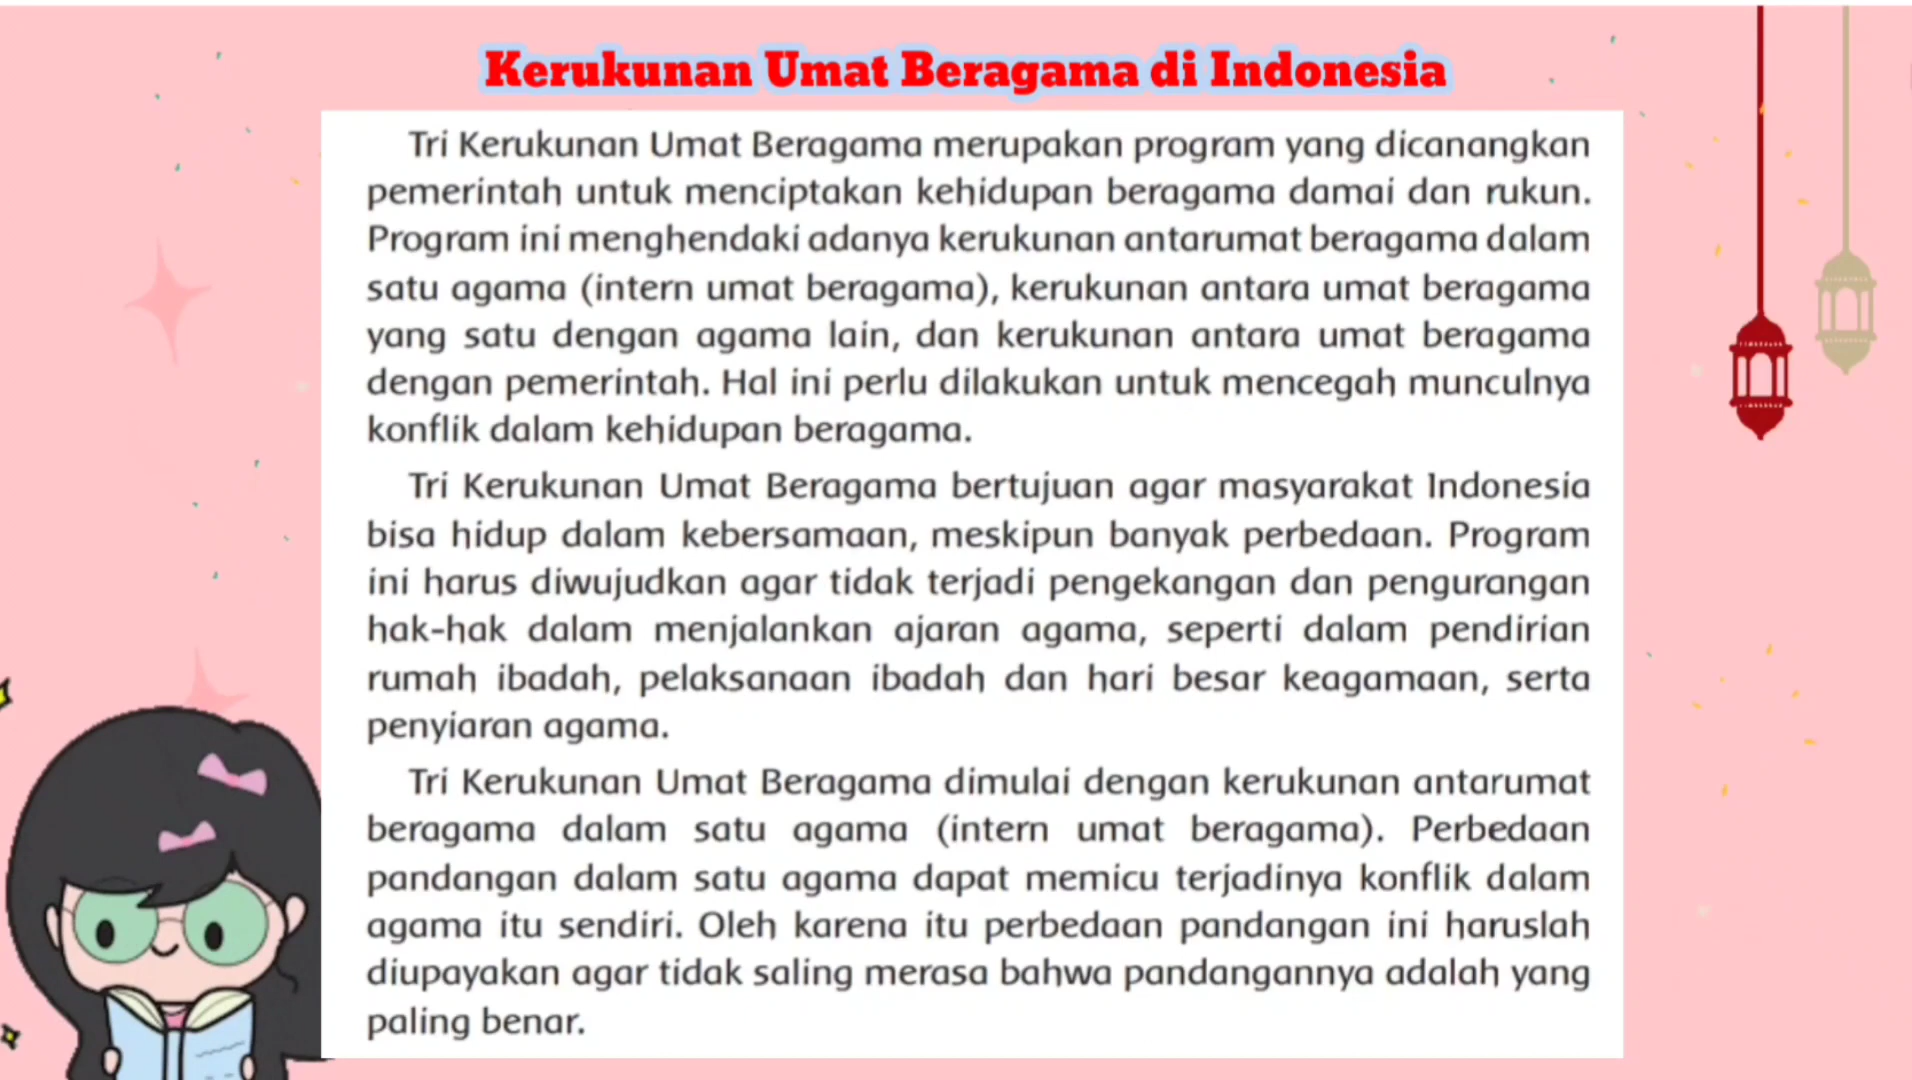 Kerukunan Umat Beragama di Indonesia
Tri Kerukunan Umat Beragama merupakan program yang dicanangkan
pemerintah untuk menciptakan kehidupan beragama damai dan rukun.
Program ini menghendaki adanya kerukunan antarumat beragama dalam
satu agama (intern umat beragama), kerukunan antara umat beragama
yang satu dengan agama lain, dan kerukunan antara umat beragama
dengan pemerintah. Hal ini perlu dilakukan untuk mencegah munculnya
konflik dalam kehidupan beragama.
Tri Kerukunan Umat Beragama bertujuan agar masyarakat Indonesia
bisa hidup dalam kebersamaan, meskipun banyak perbedaan. Program
ini harus diwujudkan agar tidak terjadi pengekangan dan pengurangan
hak-hak dalam menjalankan ajaran agama, seperti dalam pendirian
rumah ibadah, pelaksanaan ibadah dan hari besar keagamaan, serta
penyiaran agama.
Tri Kerukunan Umat Beragama dimulai dengan kerukunan antarumat
beragama dalam satu agama (intern umat beragama). Perbedaan
pandangan dalam satu agama dapat memicu terjadinya konflik dalam
agama itu sendiri. Oleh karena itu perbedaan pandangan ini haruslah
diupayakan agar tidak saling merasa bahwa pandangannya adalah yang
paling benar.